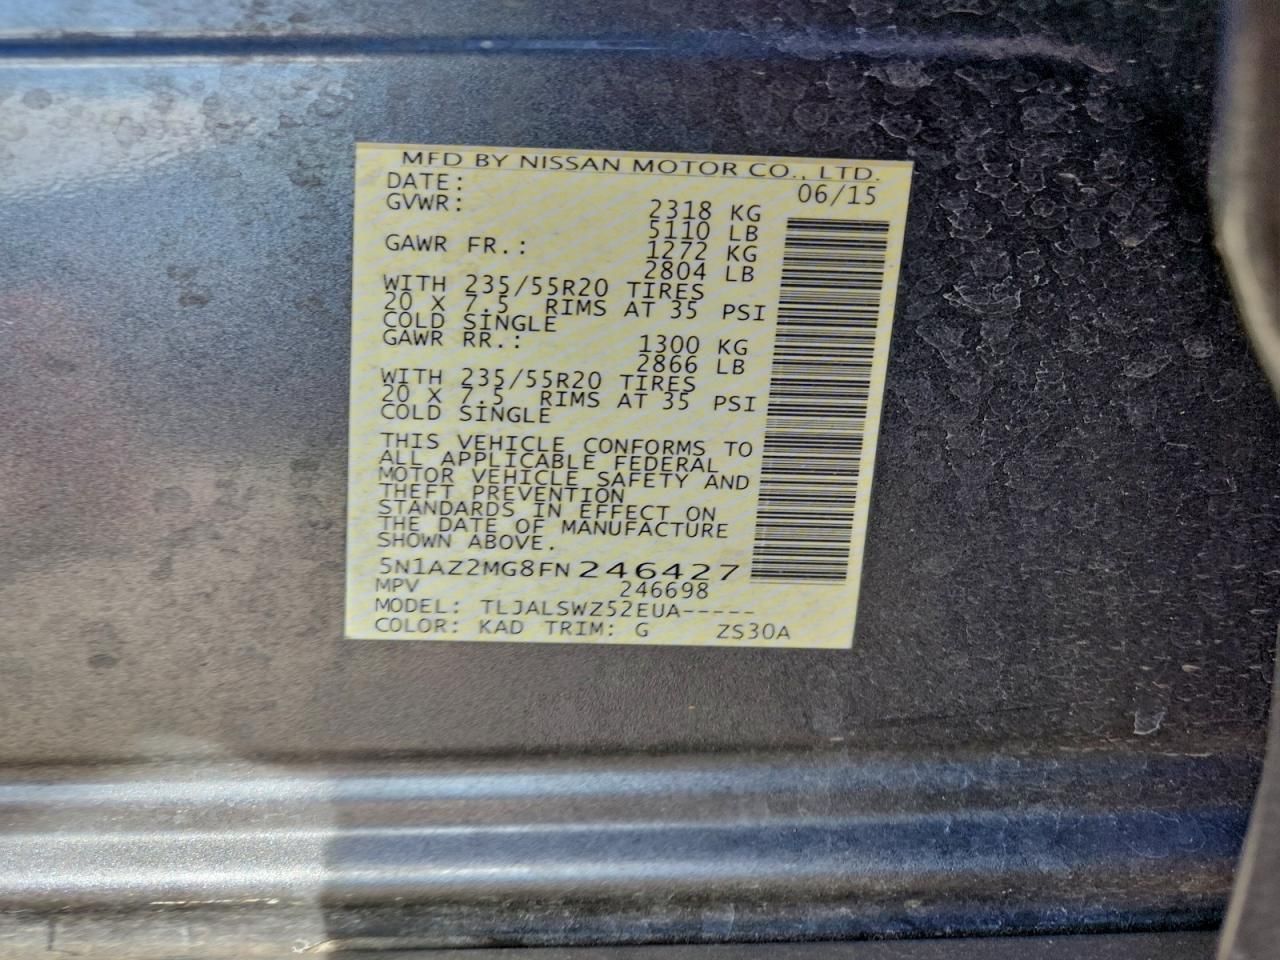 MFD BY NISSAN MOTOR CO., LTD.
DATE: 06/15
GVWR: 2318 KG
5110 LB
GAWR FR.: 1272 KG
2804 LB
WITH 235/55R20 TIRES
20 X 7.5 RIMS AT 35 PSI
COLD SINGLE
GAWR RR.: 1300 KG
2866 LB
WITH 235/55R20 TIRES
20 X 7.5 RIMS AT 35 PSI
COLD SINGLE
THIS VEHICLE CONFORMS TO
ALL APPLICABLE FEDERAL
MOTOR VEHICLE SAFETY AND
THEFT PREVENTION
STANDARDS IN EFFECT ON
THE DATE OF MANUFACTURE
SHOWN ABOVE.
5N1AZ2MG8FN246427
MPV 246698
MODEL: TLJALSWZ52EUA-----
COLOR: KAD TRIM: G ZS30A